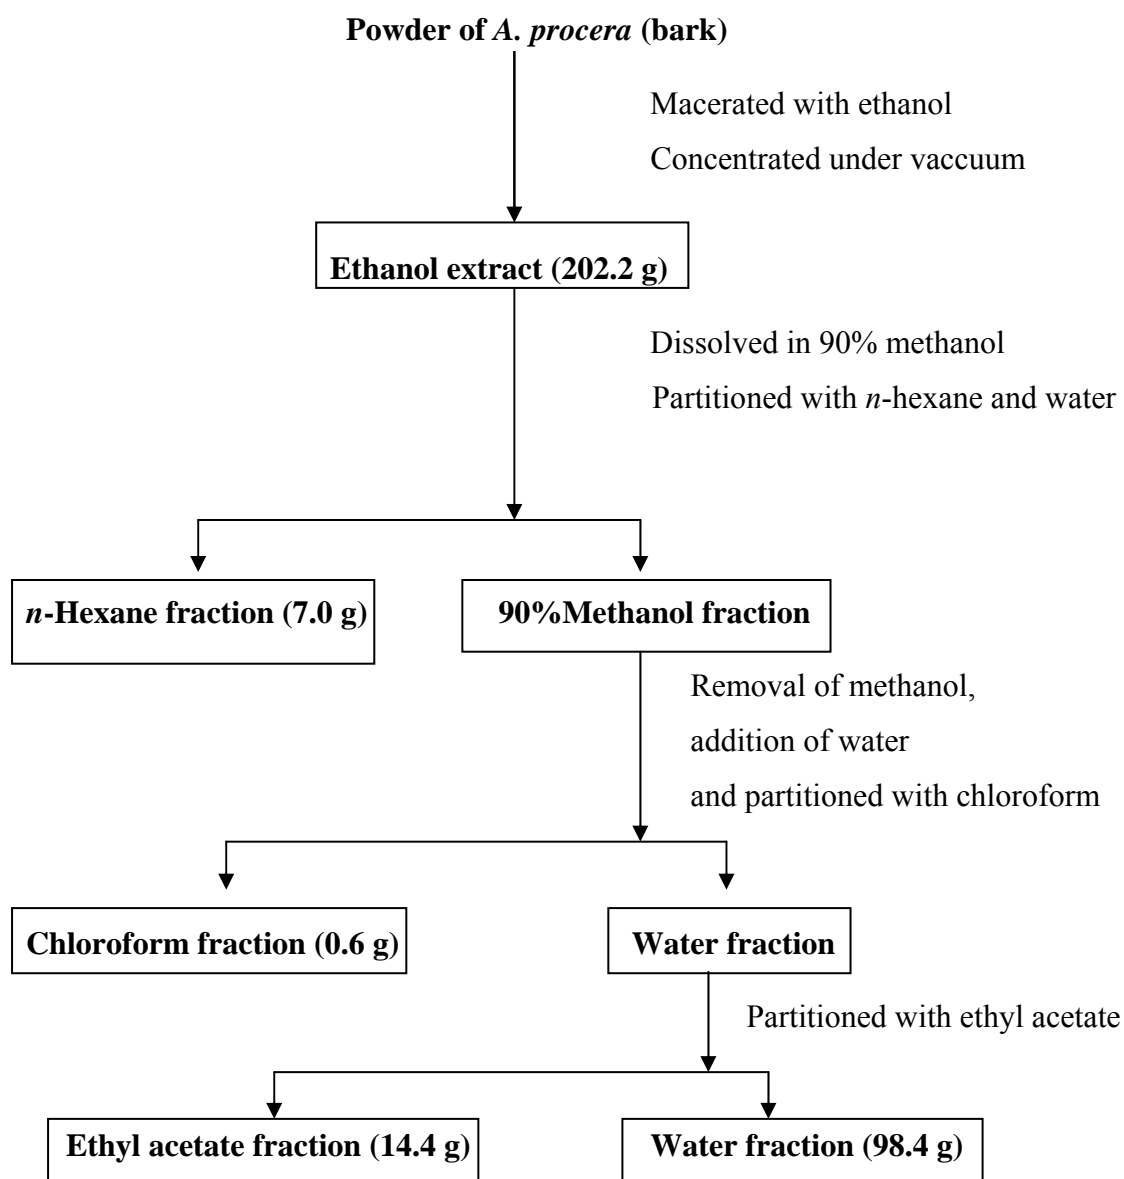 Powder of A. procera (bark)
Macerated with ethanol
Concentrated under vaccuum
Ethanol extract (202.2 g)
Dissolved in 90% methanol
Partitioned with n-hexane and water
n-Hexane fraction (7.0 g)
90%Methanol fraction
Removal of methanol,
addition of water
and partitioned with chloroform
Chloroform fraction (0.6 g)
Water fraction
Partitioned with ethyl acetate
Ethyl acetate fraction (14.4 g)
Water fraction (98.4 g)